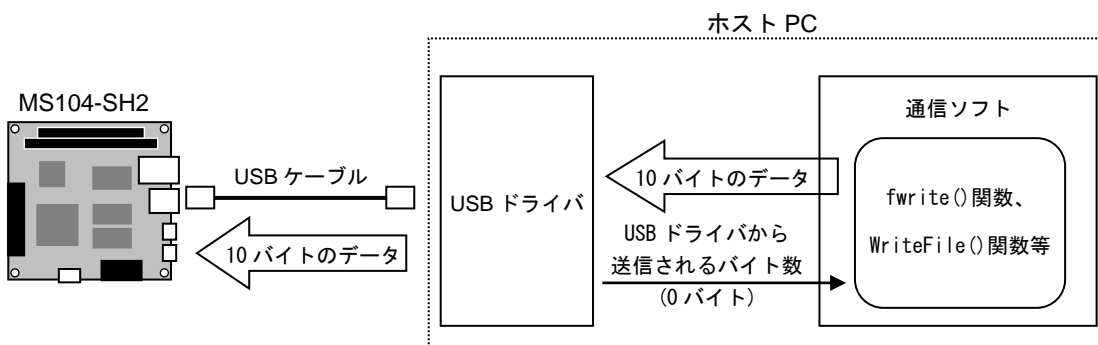 ホスト PC
MS104-SH2
USB ケーブル
10 バイトのデータ
USB ドライバ
10 バイトのデータ
USB ドライバから
送信されるバイト数
(0 バイト)
通信ソフト
fwrite()関数、
WriteFile()関数等